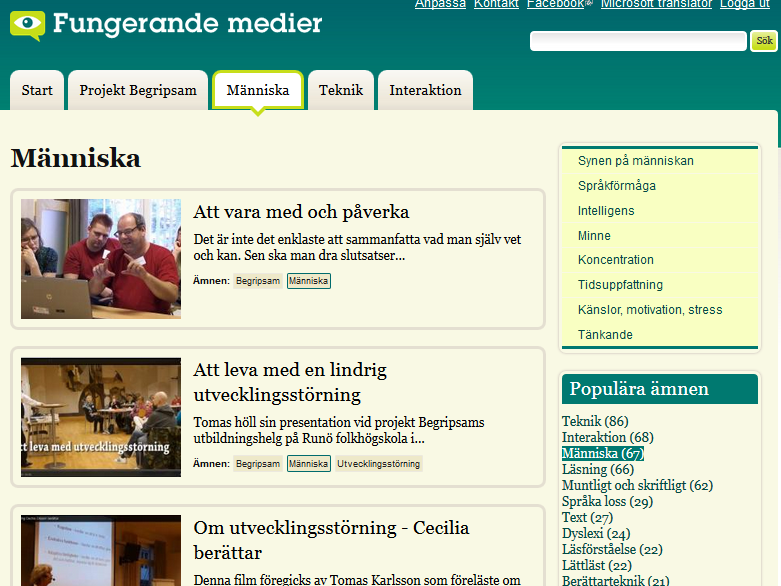 Anpassa Kontakt Facebook Microsoft translator Logga ut
Fungerande medier
Sök
Start Projekt Begripsam Människa Teknik Interaktion
Människa
Att vara med och påverka
Det är inte det enklaste att sammanfatta vad man själv vet
och kan. Sen ska man dra slutsatser...
Ämnen: Begripsam Människa
Att leva med en lindrig
utvecklingsstörning
Tomas höll sin presentation vid projekt Begripsams
utbildningshelg på Runö folkhögskola i...
Ämnen: Begripsam Människa Utvecklingsstörning
t leva med utvecklingsstörning
Om utvecklingsstörning - Cecilia
berättar
Denna film föregicks av Tomas Karlsson som föreläste om
Synen på människan
Språkförmåga
Intelligens
Minne
Koncentration
Tidsuppfattning
Känslor, motivation, stress
Tänkande
Populära ämnen
Teknik (86)
Interaktion (68)
Människa (67)
Läsning (66)
Muntligt och skriftligt (62)
Språka loss (29)
Text (27)
Dyslexi (24)
Läsförståelse (22)
Lättläst (22)
Berättarteknik (21)